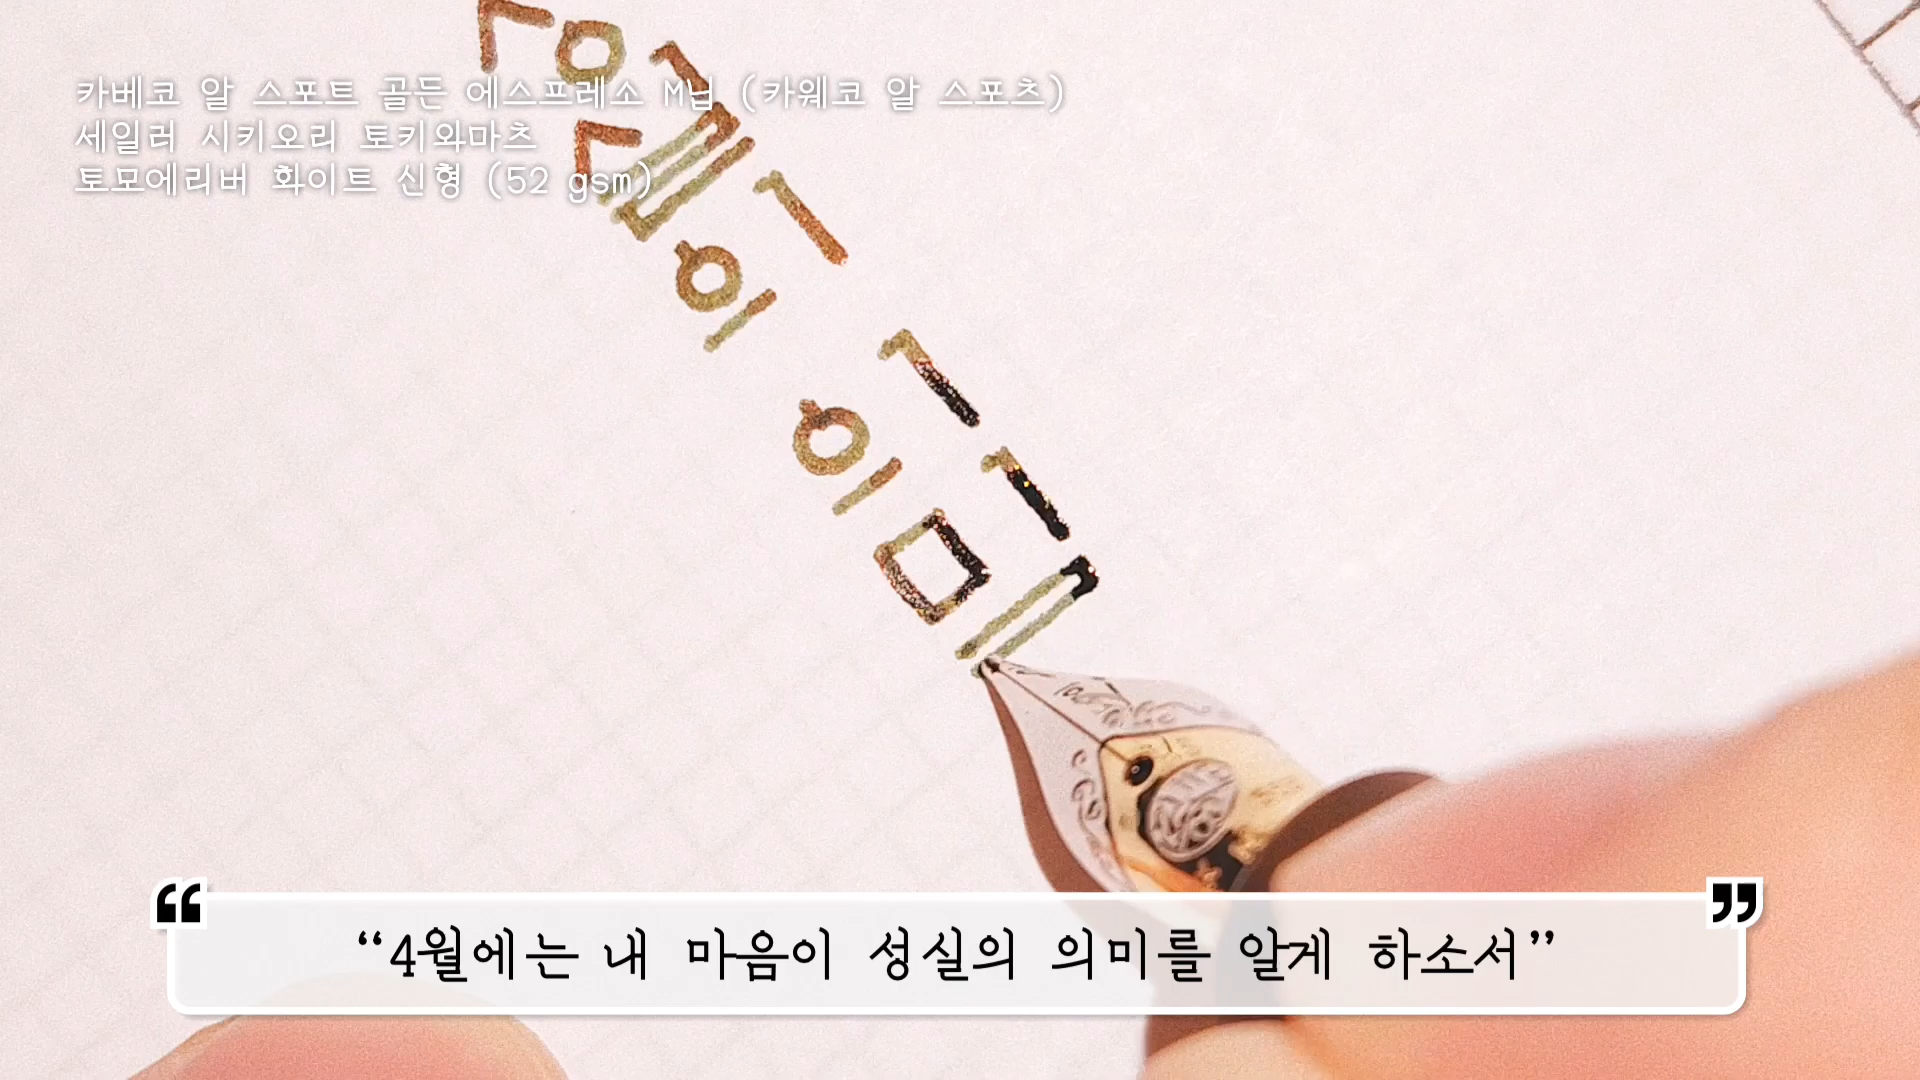 카베코 알 스포트 골든 에스프레소 M닙 (카웨코 알 스포츠)
세일러 시키오리 토키와마츠
토모에리버 화이트 신형 (52 gsm)
성실의 의미를
“4월에는 내 마음이 성실의 의미를 알게 하소서”